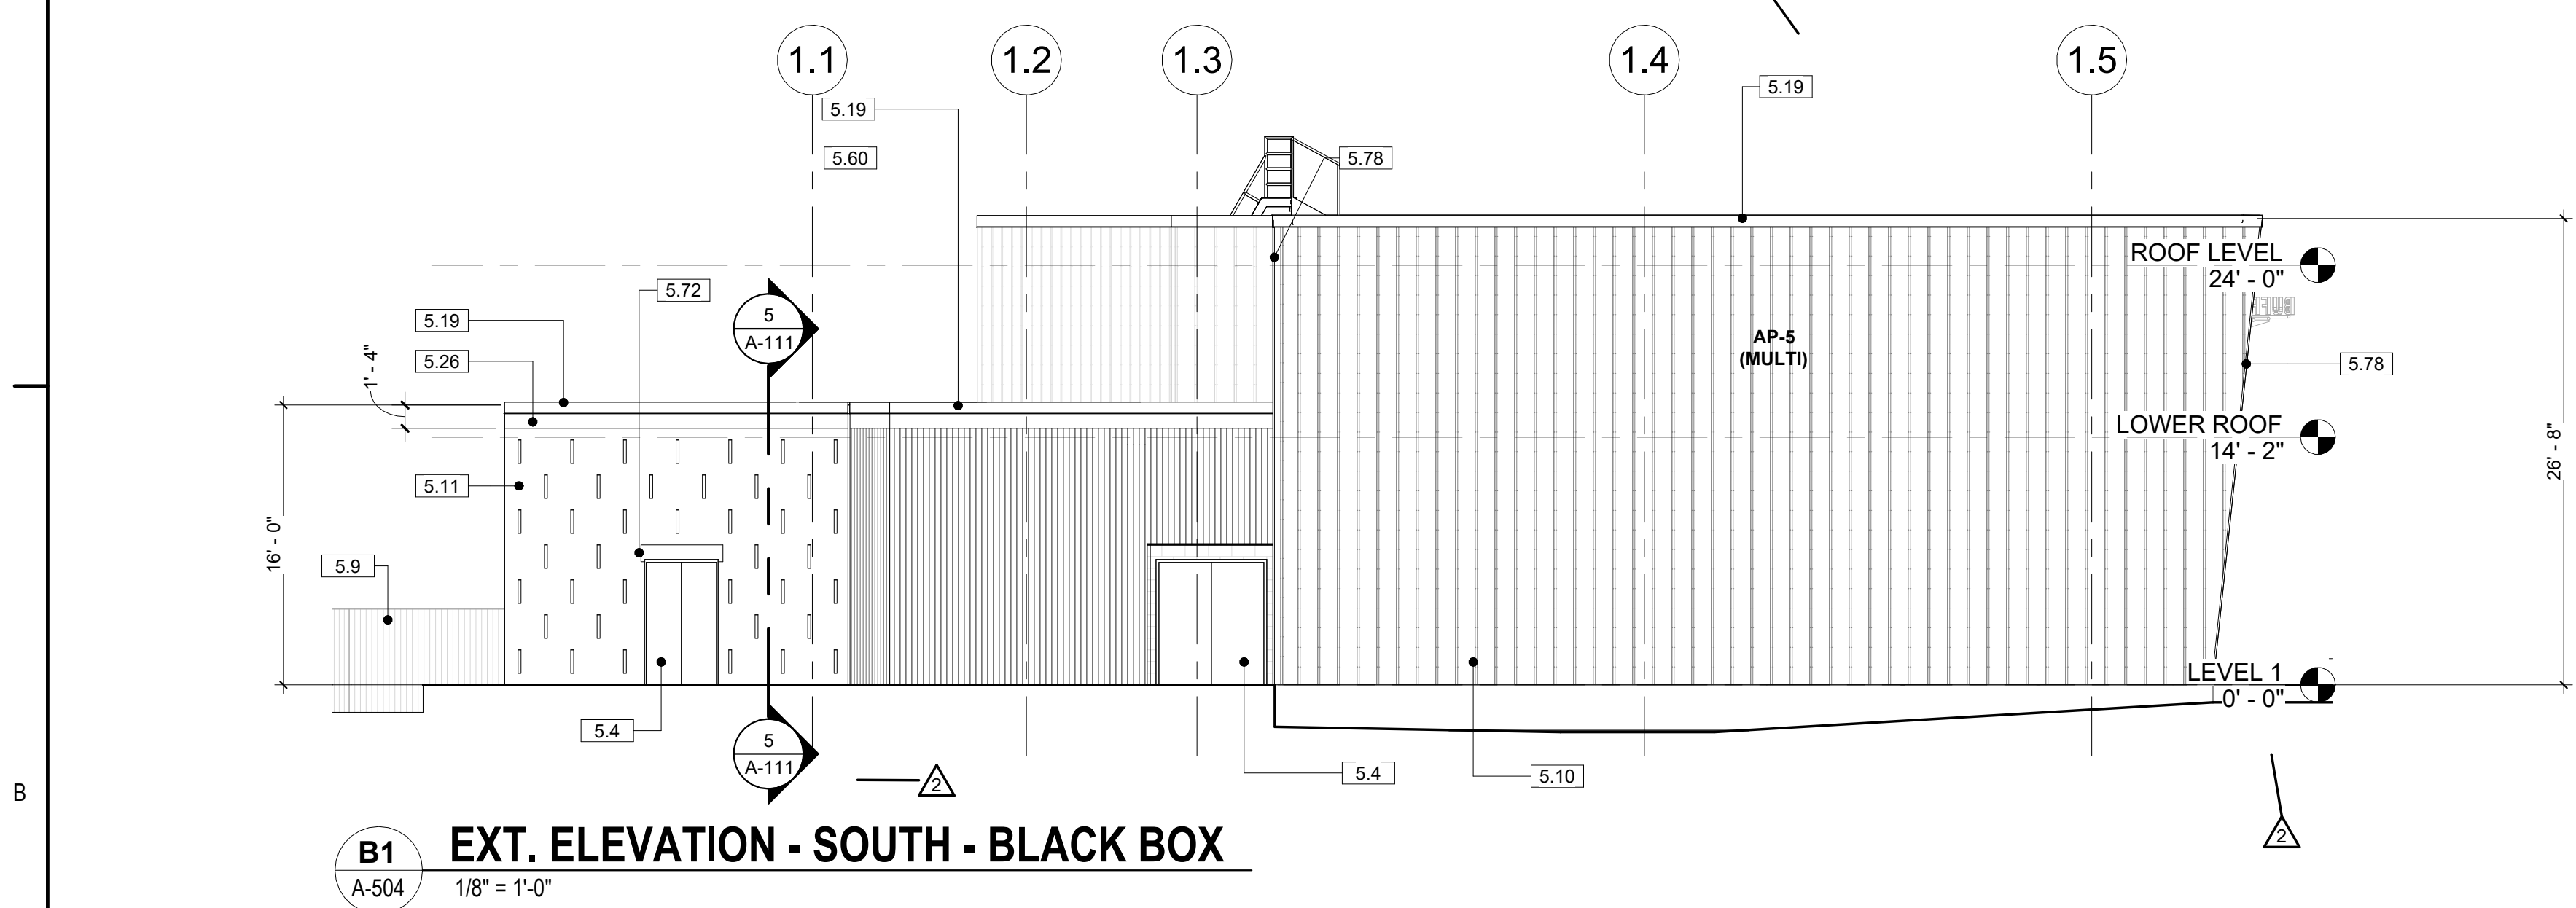 1.1
1.2
1.3
1.4
1.5
5.19
5.19
5.60
5.78
ROOF LEVEL
24' - 0"
5.72
5
A-111
5.19
5.26
1' - 4"
AP-5
(MULTI)
5.78
LOWER ROOF
14' - 2"
26' - 8"
5.11
16' - 0"
5.9
LEVEL 1
0' - 0"
5.4
5
A-111
5.4
5.10
2
B
2
B1
A-504
EXT. ELEVATION - SOUTH - BLACK BOX
1/8" = 1'-0"